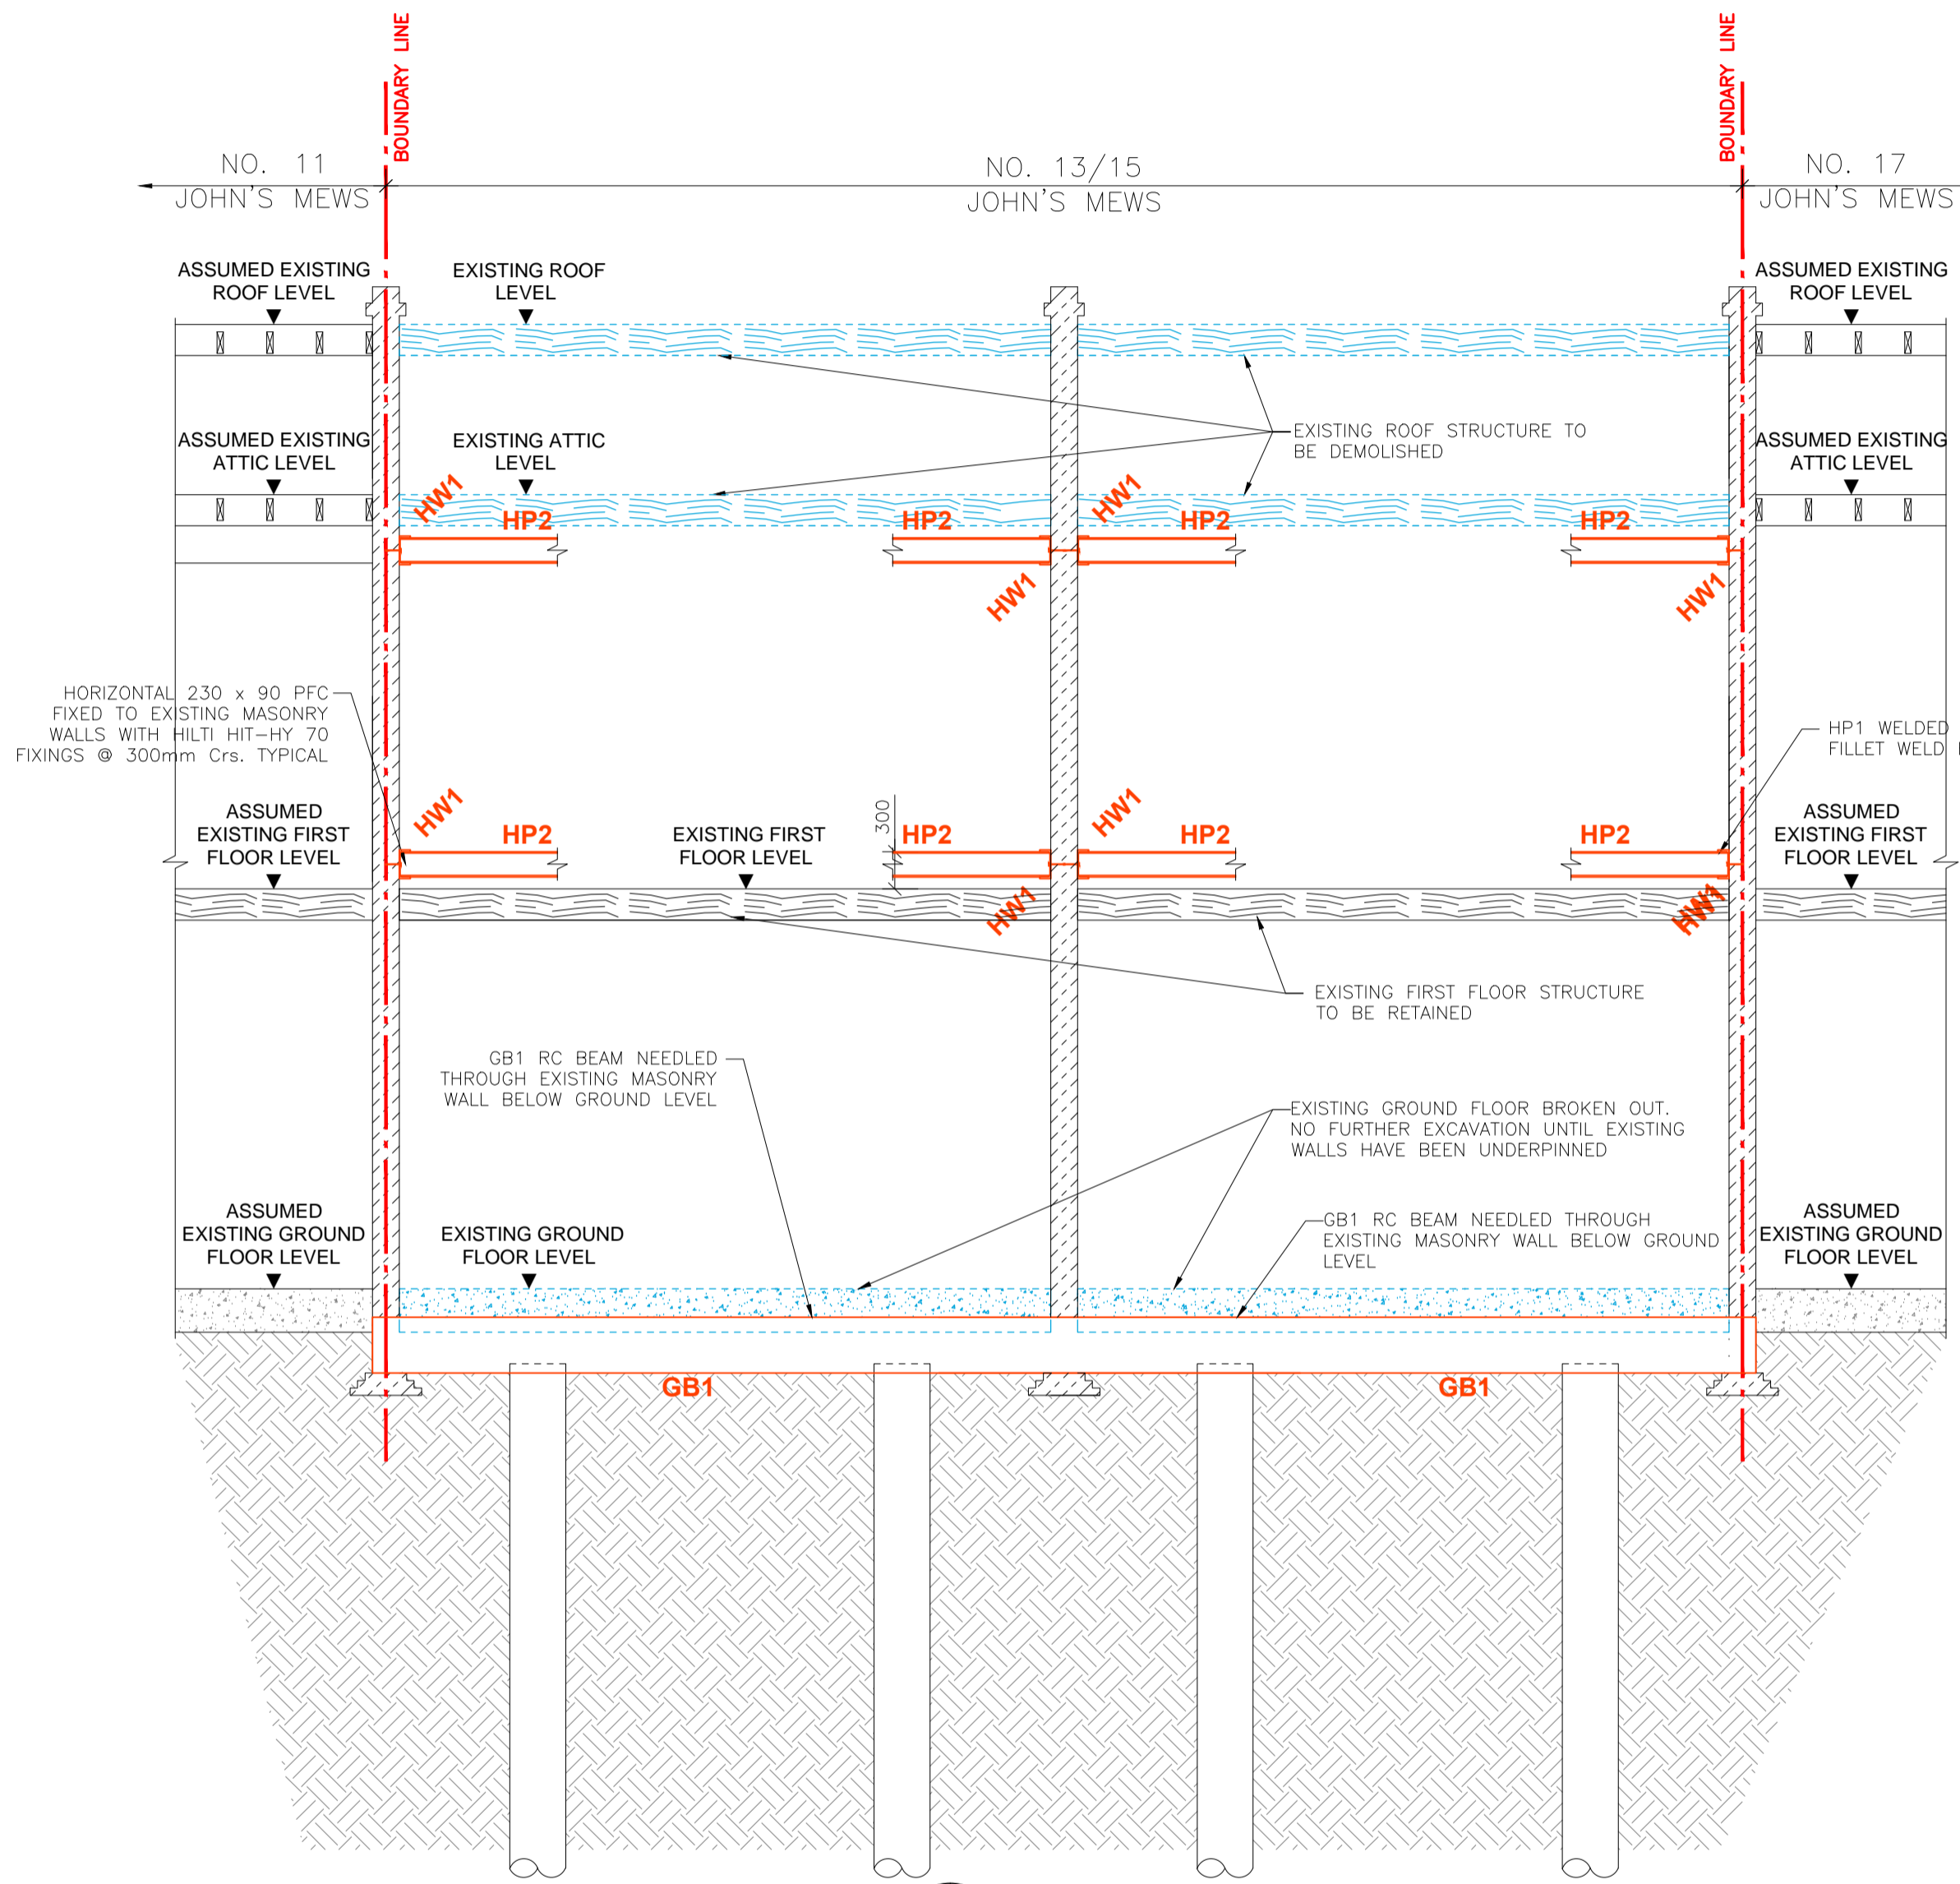 BOUNDARY LINE
BOUNDARY LINE
NO. 11
JOHN'S MEWS
NO. 13/15
JOHN'S MEWS
NO. 17
JOHN'S MEWS
ASSUMED EXISTING
ROOF LEVEL
EXISTING ROOF
LEVEL
ASSUMED EXISTING
ROOF LEVEL
EXISTING ROOF STRUCTURE TO
BE DEMOLISHED
ASSUMED EXISTING
ATTIC LEVEL
EXISTING ATTIC
LEVEL
ASSUMED EXISTING
ATTIC LEVEL
HW1
HP2
HP2
HW1
HP2
HP2
HW1
HW1
HORIZONTAL 230 x 90 PFC
FIXED TO EXISTING MASONRY
WALLS WITH HILTI HIT-HY 70
FIXINGS @ 300mm Crs. TYPICAL
HP1 WELDED
FILLET WELD
ASSUMED
EXISTING FIRST
FLOOR LEVEL
HW1
HP2
EXISTING FIRST
FLOOR LEVEL
300
HP2
HW1
HP2
HP2
ASSUMED
EXISTING FIRST
FLOOR LEVEL
HW1
HW1
HW1
EXISTING FIRST FLOOR STRUCTURE
TO BE RETAINED
GB1 RC BEAM NEEDLED
THROUGH EXISTING MASONRY
WALL BELOW GROUND LEVEL
EXISTING GROUND FLOOR BROKEN OUT.
NO FURTHER EXCAVATION UNTIL EXISTING
WALLS HAVE BEEN UNDERPINNED
ASSUMED
EXISTING GROUND
FLOOR LEVEL
EXISTING GROUND
FLOOR LEVEL
GB1 RC BEAM NEEDLED THROUGH
EXISTING MASONRY WALL BELOW GROUND
LEVEL
ASSUMED
EXISTING GROUND
FLOOR LEVEL
GB1
GB1